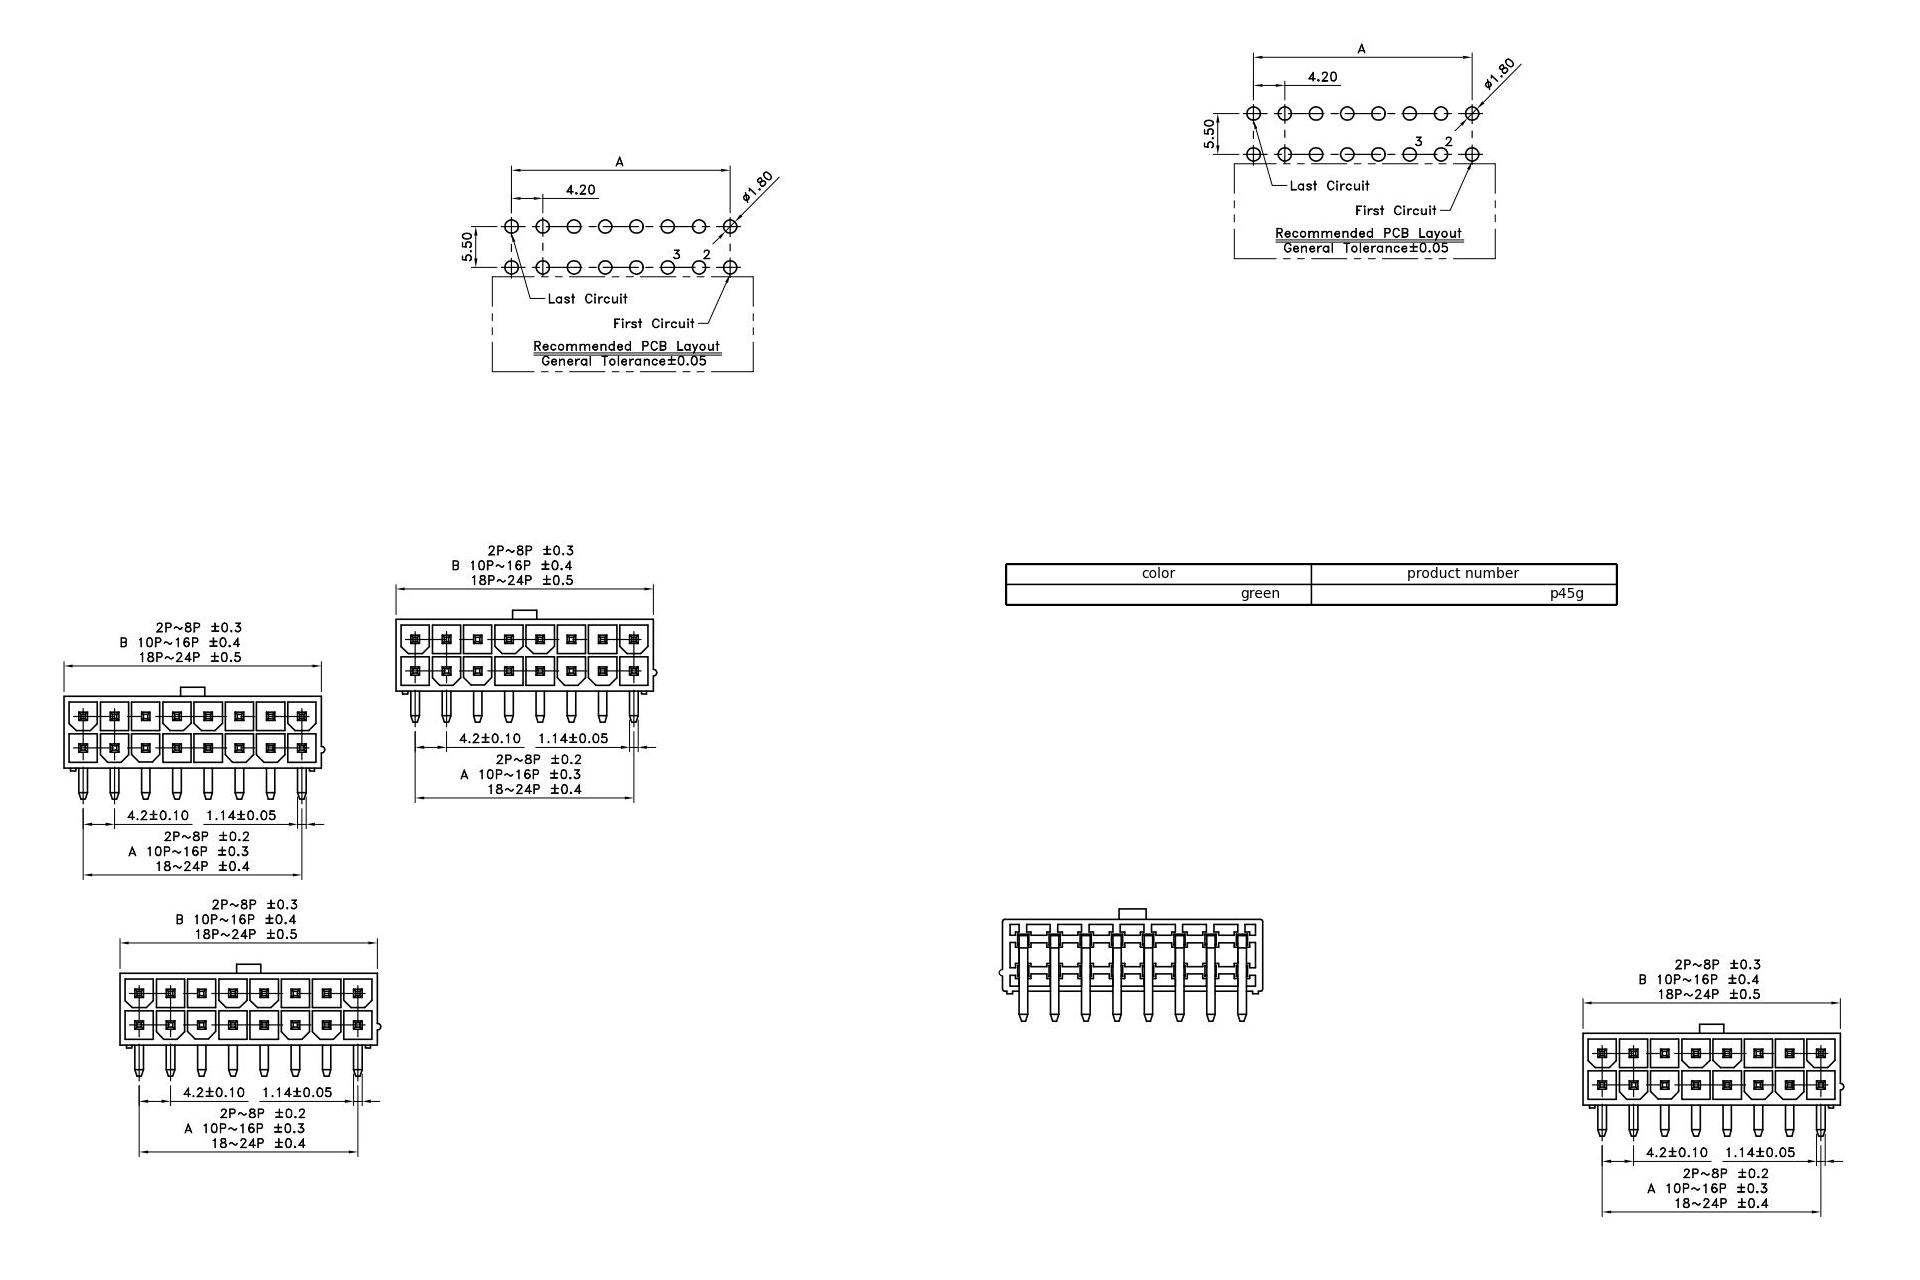 A
4.20
ø1.80
5.50
3 2
Last Circuit
First Circuit
Recommended PCB Layout
General Tolerance±0.05
A
4.20
ø1.80
5.50
3 2
Last Circuit
First Circuit
Recommended PCB Layout
General Tolerance±0.05
2P~8P ±0.3
B 10P~16P ±0.4
18P~24P ±0.5
4.2±0.10 1.14±0.05
2P~8P ±0.2
A 10P~16P ±0.3
18~24P ±0.4
color product number
green p45g
2P~8P ±0.3
B 10P~16P ±0.4
18P~24P ±0.5
4.2±0.10 1.14±0.05
2P~8P ±0.2
A 10P~16P ±0.3
18~24P ±0.4
2P~8P ±0.3
B 10P~16P ±0.4
18P~24P ±0.5
4.2±0.10 1.14±0.05
2P~8P ±0.2
A 10P~16P ±0.3
18~24P ±0.4
2P~8P ±0.3
B 10P~16P ±0.4
18P~24P ±0.5
4.2±0.10 1.14±0.05
2P~8P ±0.2
A 10P~16P ±0.3
18~24P ±0.4